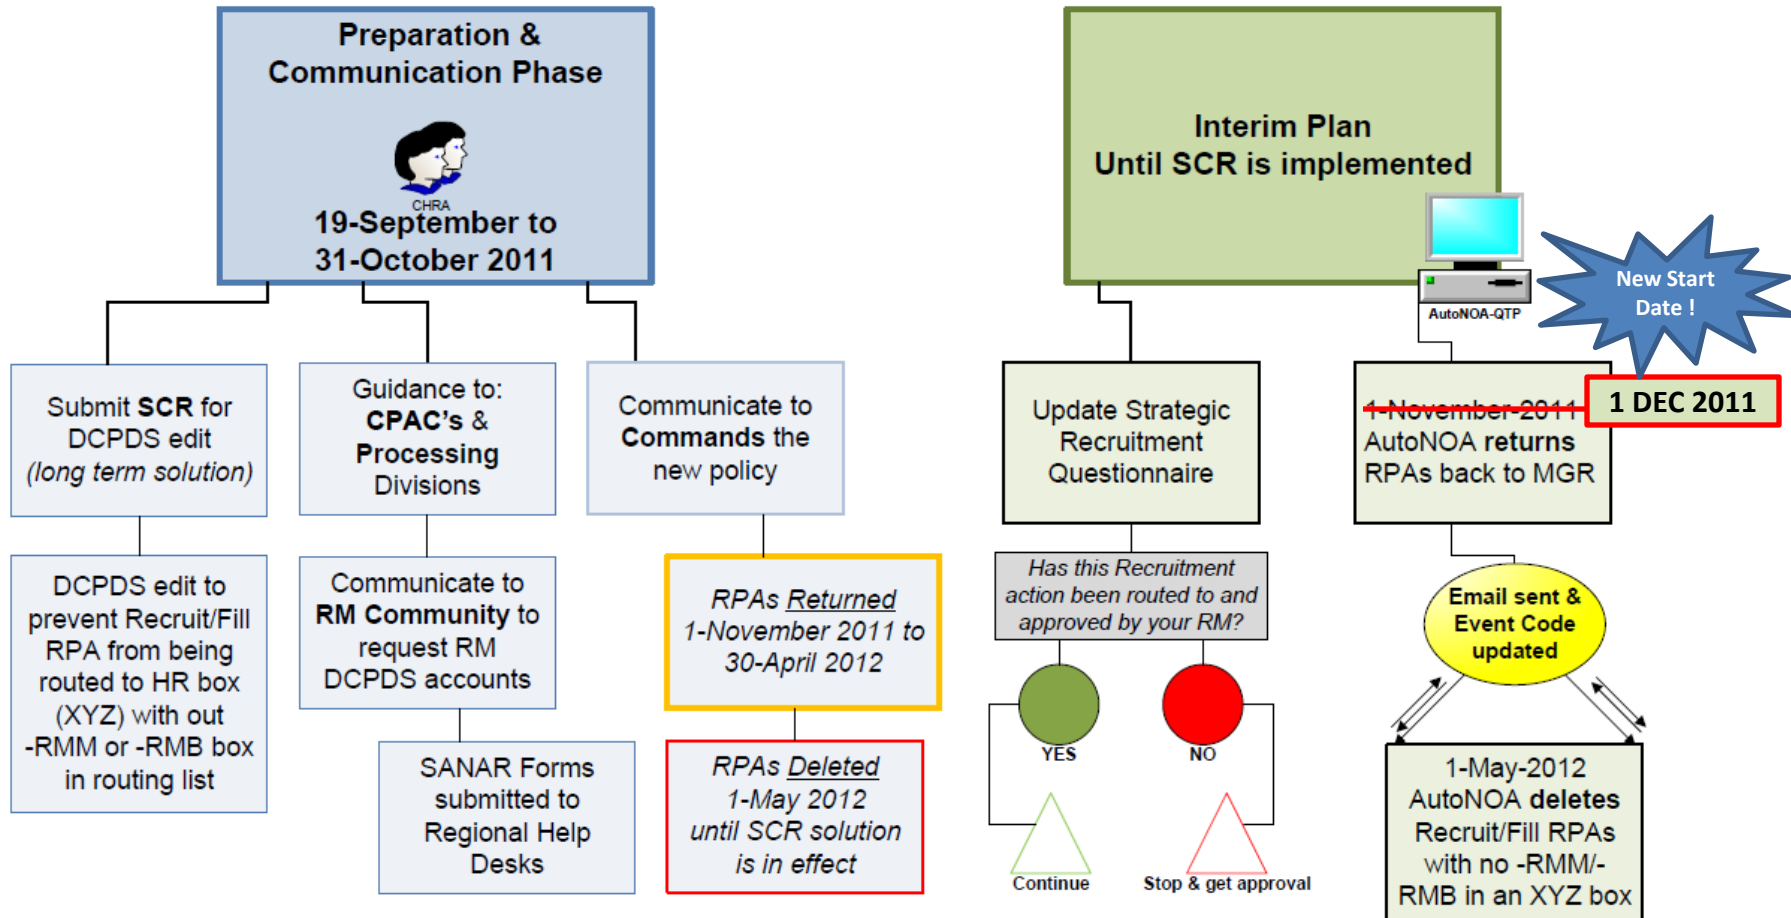 Preparation &
Communication Phase
CHRA
19-September to
31-October 2011
Submit SCR for
DCPDS edit
(long term solution)
DCPDS edit to
prevent Recruit/Fill
RPA from being
routed to HR box
(XYZ) with out
-RMM or -RMB box
in routing list
Guidance to:
CPAC's &
Processing
Divisions
Communicate to
RM Community to
request RM
DCPDS accounts
SANAR Forms
submitted to
Regional Help
Desks
Communicate to
Commands the
new policy
RPAs Returned
1-November 2011 to
30-April 2012
RPAs Deleted
1-May 2012
until SCR solution
is in effect
Interim Plan
Until SCR is implemented
AutoNOA-QTP
New Start
Date !
Update Strategic
Recruitment
Questionnaire
Has this Recruitment
action been routed to and
approved by your RM?
YES
NO
Continue
Stop & get approval
1-November-2011
1 DEC 2011
AutoNOA returns
RPAs back to MGR
Email sent &
Event Code
updated
1-May-2012
AutoNOA deletes
Recruit/Fill RPAs
with no -RMM/-
RMB in an XYZ box